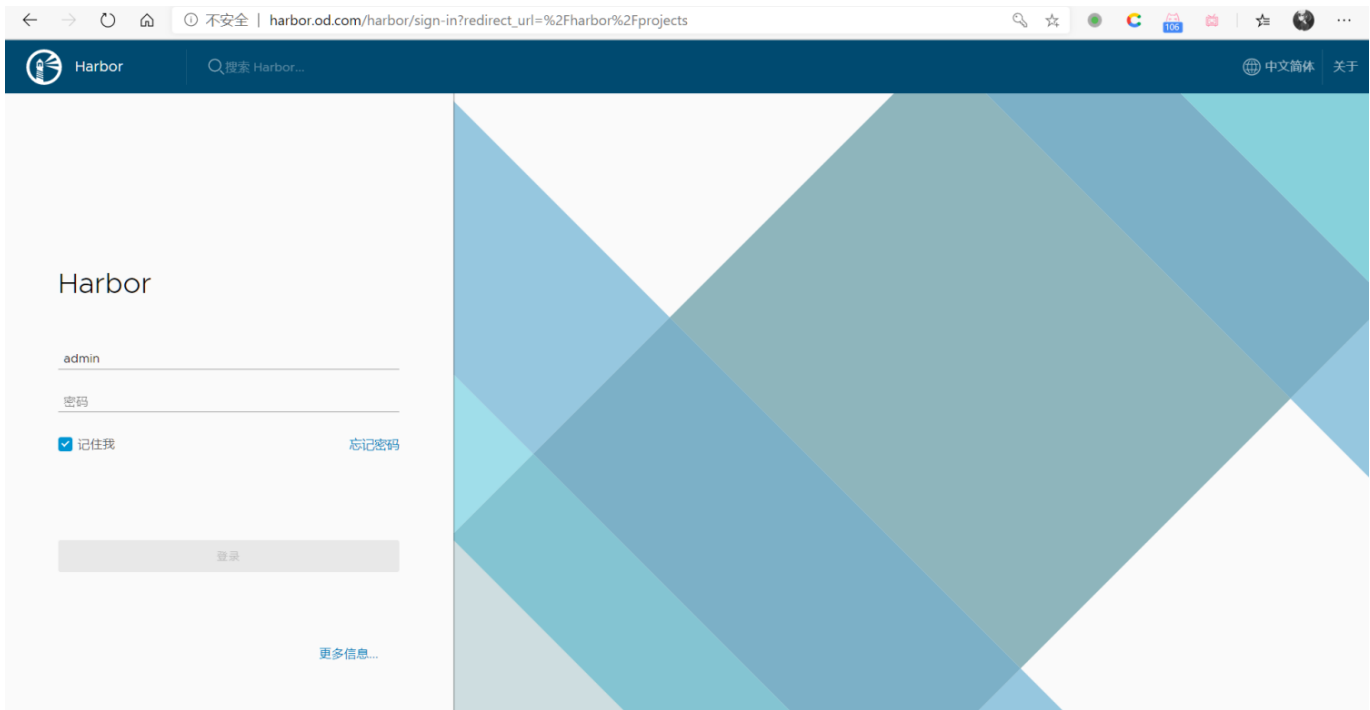 不安全 | harbor.od.com/harbor/sign-in?redirect_url=%2Fharbor%2Fprojects
106
Harbor 搜索 Harbor... 中文简体 关于
Harbor
admin
密码
记住我 忘记密码
登录
更多信息...